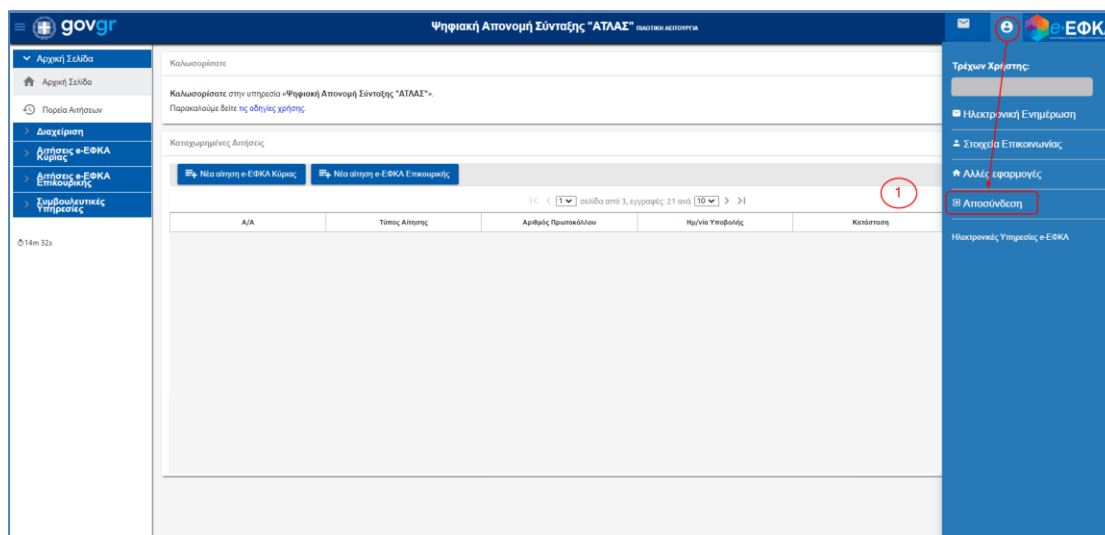 govgr
Ψηφιακή Απονομή Σύνταξης "ΑΤΛΑΣ" ΠΙΛΟΤΙΚΗ ΛΕΙΤΟΥΡΓΙΑ
e-ΕΦΚΑ
Αρχική Σελίδα
Αρχική Σελίδα
Πορεία Αιτήσεων
Διαχείριση
Αιτήσεις e-ΕΦΚΑ
Κύριας
Αιτήσεις e-ΕΦΚΑ
Επικουρικής
Συμβουλευτικές
Υπηρεσίες
14m 32s
Καλωσορίσατε
Καλωσορίσατε στην υπηρεσία «Ψηφιακή Απονομή Σύνταξης "ΑΤΛΑΣ"».
Παρακαλούμε δείτε τις οδηγίες χρήσης.
Καταχωρημένες Αιτήσεις
Νέα αίτηση e-ΕΦΚΑ Κύριας
Νέα αίτηση e-ΕΦΚΑ Επικουρικής
1 σελίδα από 3, εγγραφές: 21 ανά 10
Α/Α Τύπος Αίτησης Αριθμός Πρωτοκόλλου Ημ/νία Υποβολής Κατάσταση
1
Τρέχων Χρήστης:
Ηλεκτρονική Ενημέρωση
Στοιχεία Επικοινωνίας
Αλλές εφαρμογές
Αποσύνδεση
Ηλεκτρονικές Υπηρεσίες e-ΕΦΚΑ